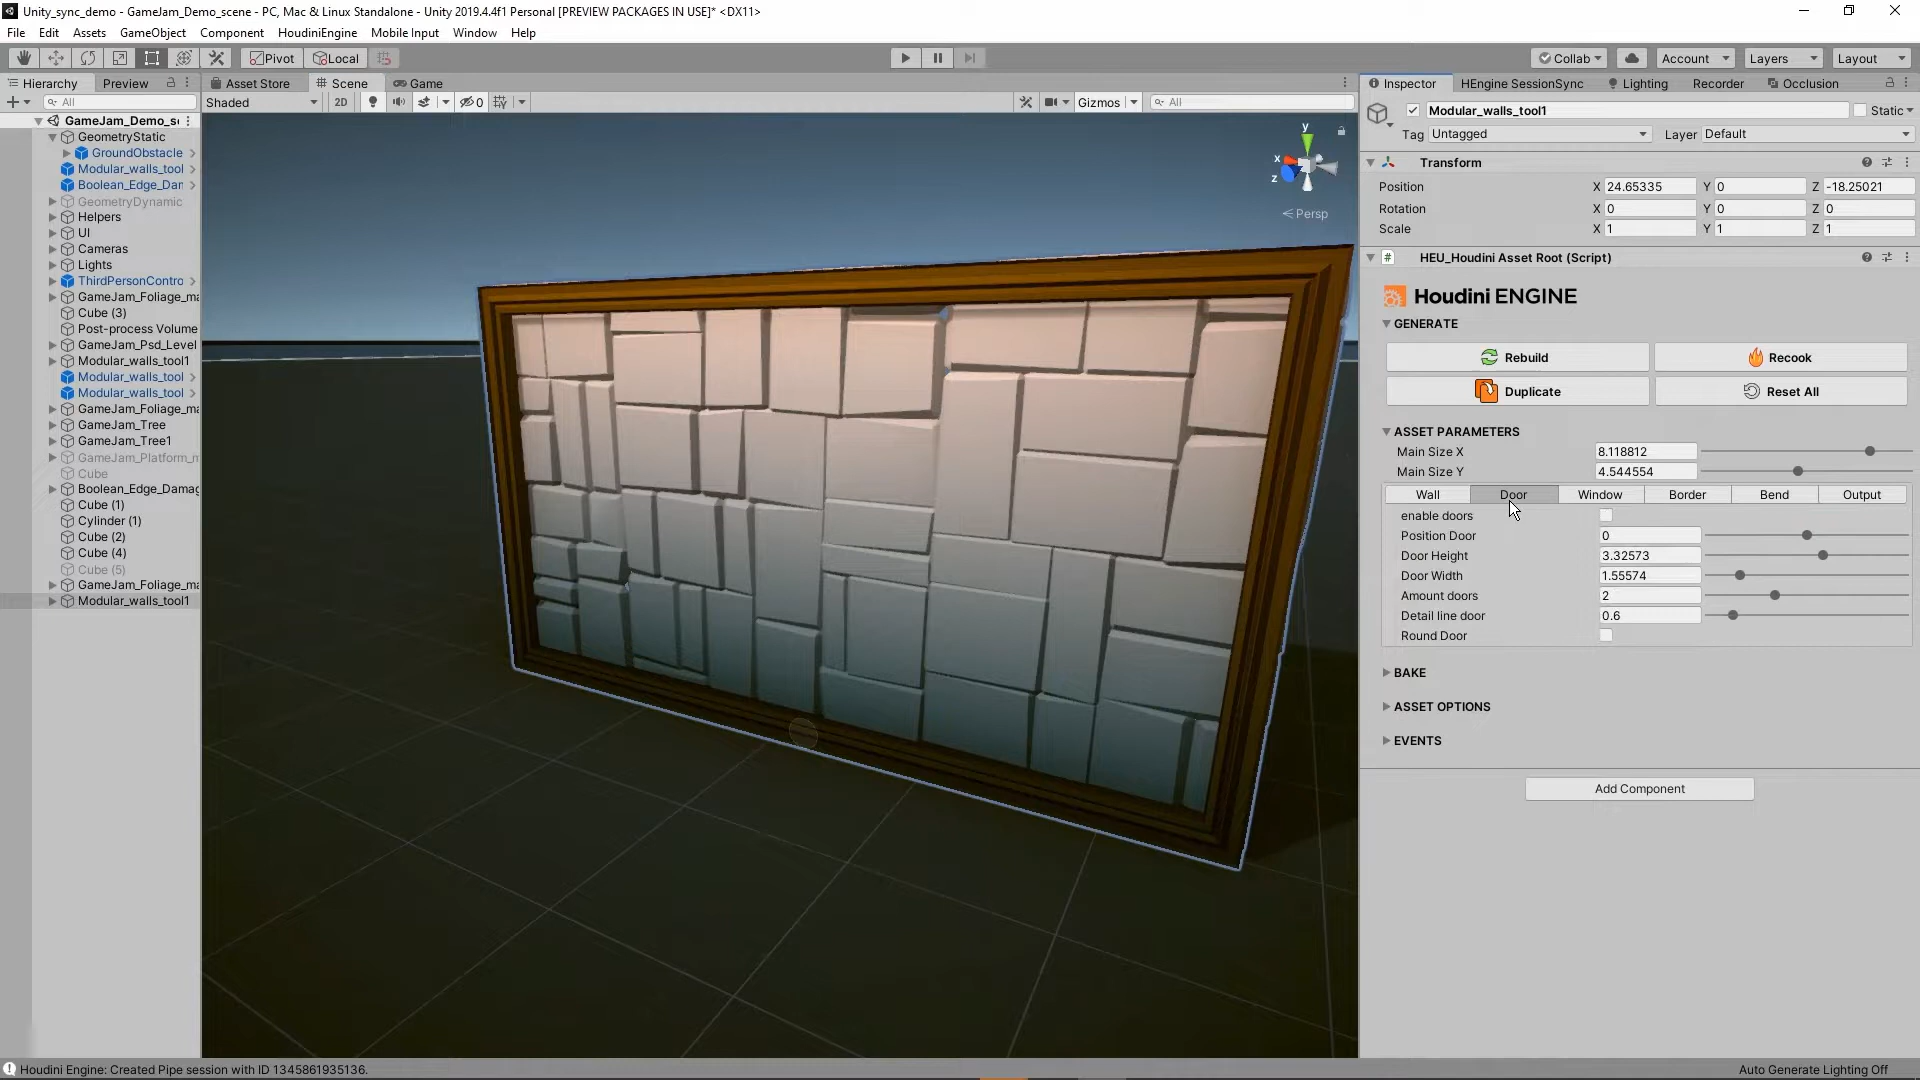 Unity_sync_demo - GameJam_Demo_scene - PC, Mac & Linux Standalone - Unity 2019.4.4f1 Personal [PREVIEW PACKAGES IN USE]* <DX11>
File Edit Assets GameObject Component HoudiniEngine Mobile Input Window Help
Pivot Local Collab Account Layers Layout
Hierarchy Preview Asset Store Scene Game Inspector HEngine SessionSync Lighting Recorder Occlusion
All Shaded 2D 0 Gizmos All
Modular_walls_tool1 Static
Tag Untagged Layer Default
GameJam_Demo_s
GeometryStatic
GroundObstacle
Modular_walls_tool
Boolean_Edge_Dar
GeometryDynamic
Helpers
UI
Cameras
Lights
ThirdPersonContro
GameJam_Foliage_ma
Cube (3)
Post-process Volume
GameJam_Psd_Level
Modular_walls_tool1
Modular_walls_tool
Modular_walls_tool
GameJam_Foliage_ma
GameJam_Tree
GameJam_Tree1
GameJam_Platform_m
Cube
Boolean_Edge_Damag
Cube (1)
Cylinder (1)
Cube (2)
Cube (4)
Cube (5)
GameJam_Foliage_ma
Modular_walls_tool1
y
x
z
Persp
Transform
Position X 24.65335 Y 0 Z -18.25021
Rotation X 0 Y 0 Z 0
Scale X 1 Y 1 Z 1
# HEU_Houdini Asset Root (Script)
Houdini ENGINE
GENERATE
Rebuild Recook
Duplicate Reset All
ASSET PARAMETERS
Main Size X 8.118812
Main Size Y 4.544554
Wall Door Window Border Bend Output
enable doors
Position Door 0
Door Height 3.32573
Door Width 1.55574
Amount doors 2
Detail line door 0.6
Round Door
BAKE
ASSET OPTIONS
EVENTS
Add Component
Houdini Engine: Created Pipe session with ID 1345861935136.
Auto Generate Lighting Off